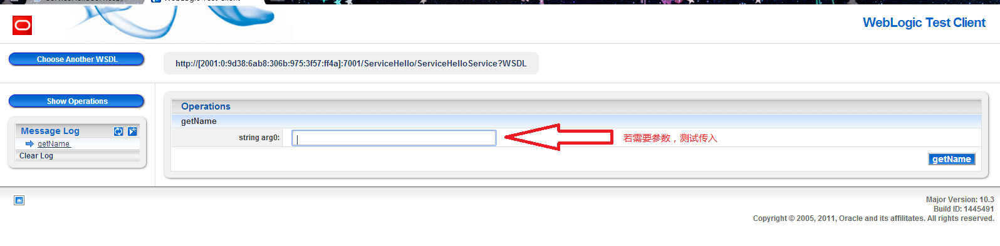 WebLogic Test Client
Choose Another WSDL
http://[2001:0:9d38:6ab8:306b:975:3f57:ff4a]:7001/ServiceHello/ServiceHelloService?WSDL
Show Operations
Message Log
getName
Clear Log
Operations
getName
string arg0:
若需要参数，测试传入
getName
Major Version: 10.3
Build ID: 1445491
Copyright © 2005, 2011, Oracle and its affilitates. All rights reserved.